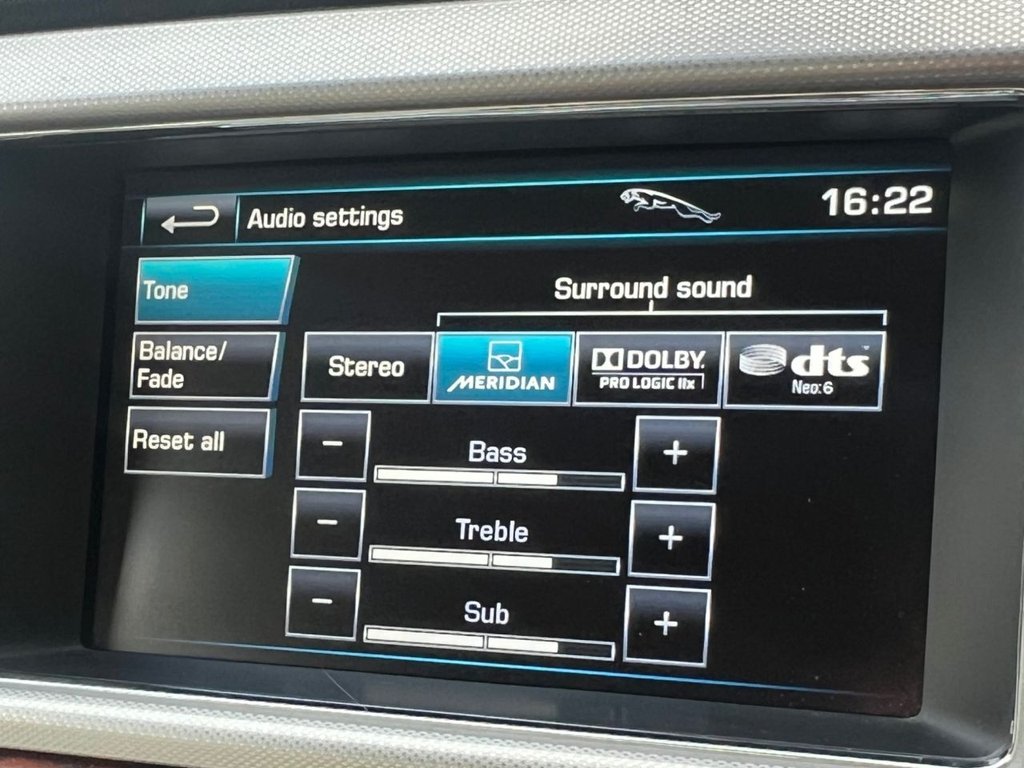 Audio settings
16:22
Tone
Surround sound
Balance/
Fade
Stereo
MERIDIAN
DOLBY
PRO LOGIC IIx
dts
Neo:6
Reset all
− Bass +
− Treble +
− Sub +